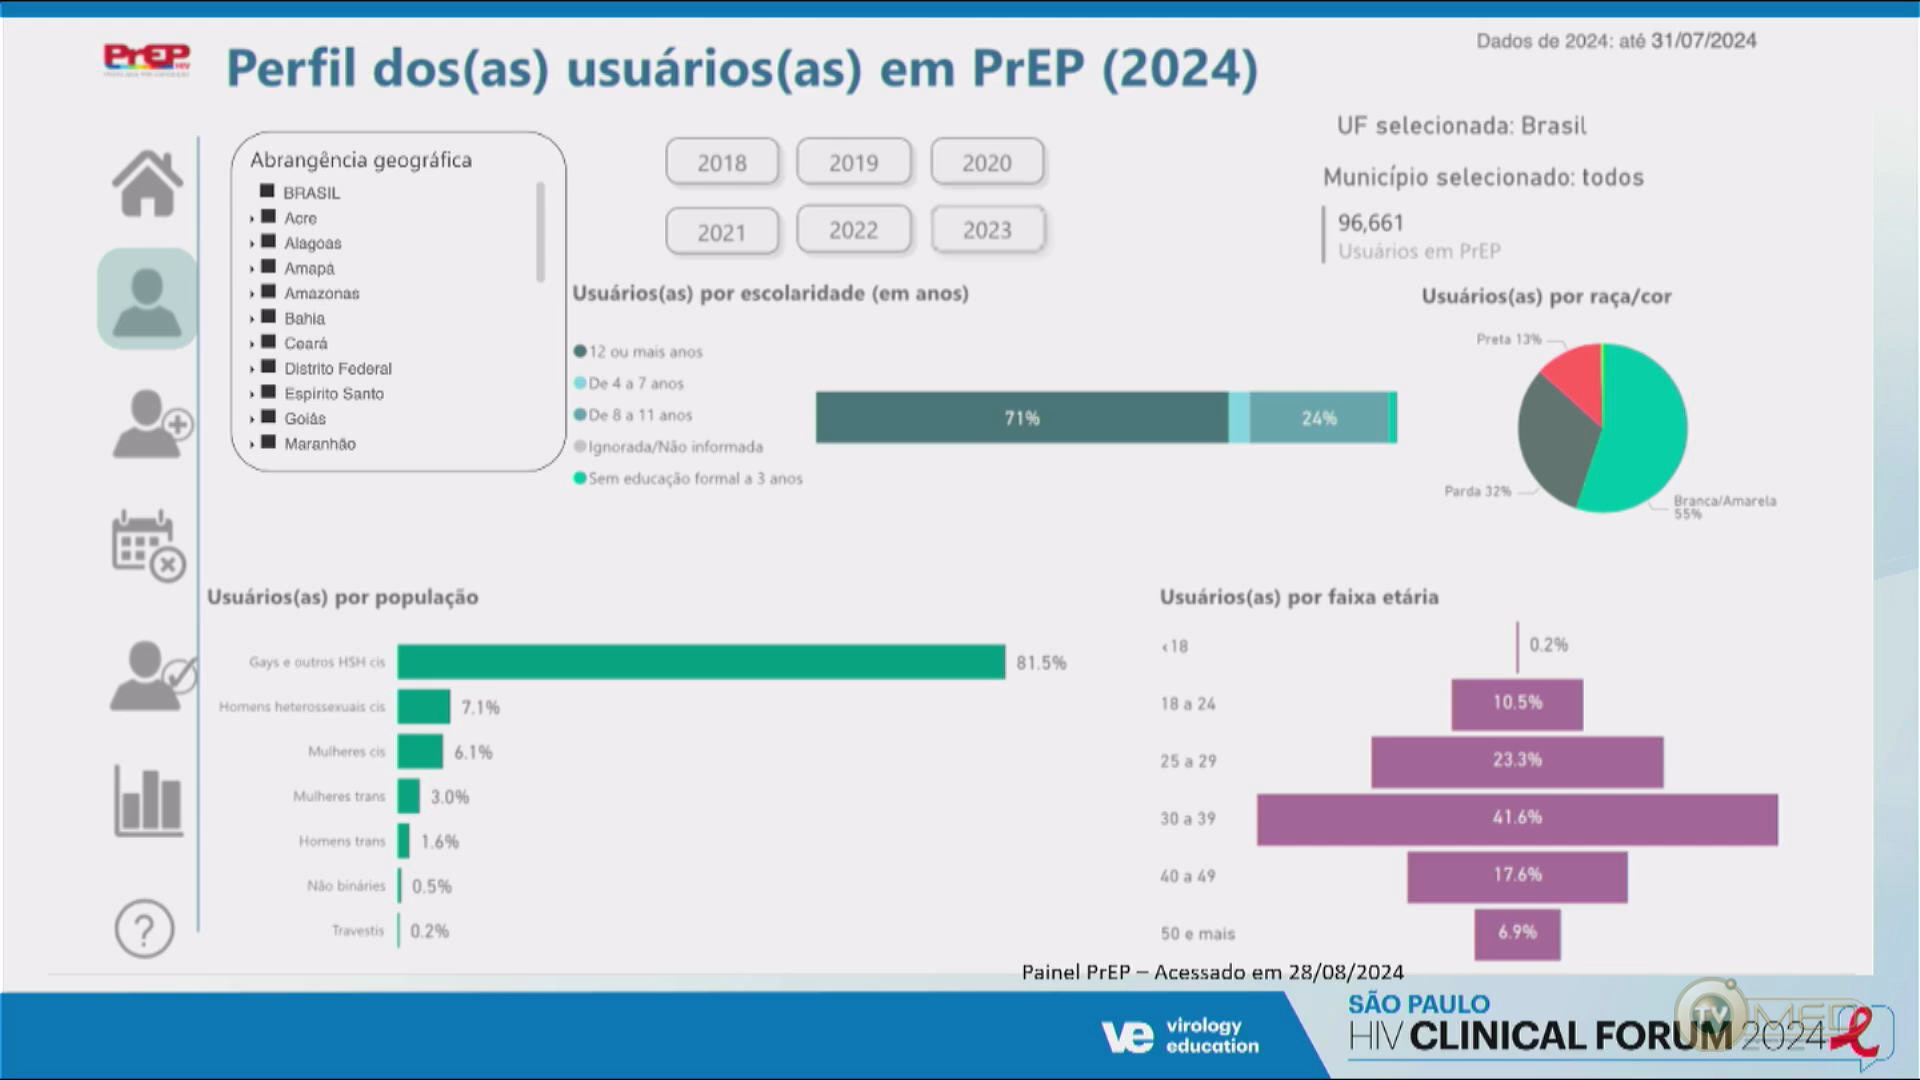 PrEP
Perfil dos(as) usuários(as) em PrEP (2024)
Dados de 2024: até 31/07/2024
UF selecionada: Brasil
Município selecionado: todos
96,661
Usuários em PrEP
Abrangência geográfica
BRASIL
Acre
Alagoas
Amapá
Amazonas
Bahia
Ceará
Distrito Federal
Espírito Santo
Goiás
Maranhão
2018
2019
2020
2021
2022
2023
Usuários(as) por escolaridade (em anos)
12 ou mais anos
De 4 a 7 anos
De 8 a 11 anos
Ignorada/Não informada
Sem educação formal a 3 anos
71%
24%
Usuários(as) por raça/cor
Preta 13%
Parda 32%
Branca/Amarela
55%
Usuários(as) por população
Gays e outros HSH cis 81.5%
Homens heterossexuais cis 7.1%
Mulheres cis 6.1%
Mulheres trans 3.0%
Homens trans 1.6%
Não bináries 0.5%
Travestis 0.2%
Usuários(as) por faixa etária
<18 0.2%
18 a 24 10.5%
25 a 29 23.3%
30 a 39 41.6%
40 a 49 17.6%
50 e mais 6.9%
?
Painel PrEP – Acessado em 28/08/2024
ve virology
education
SÃO PAULO
HIV CLINICAL FORUM 2024
TV MED